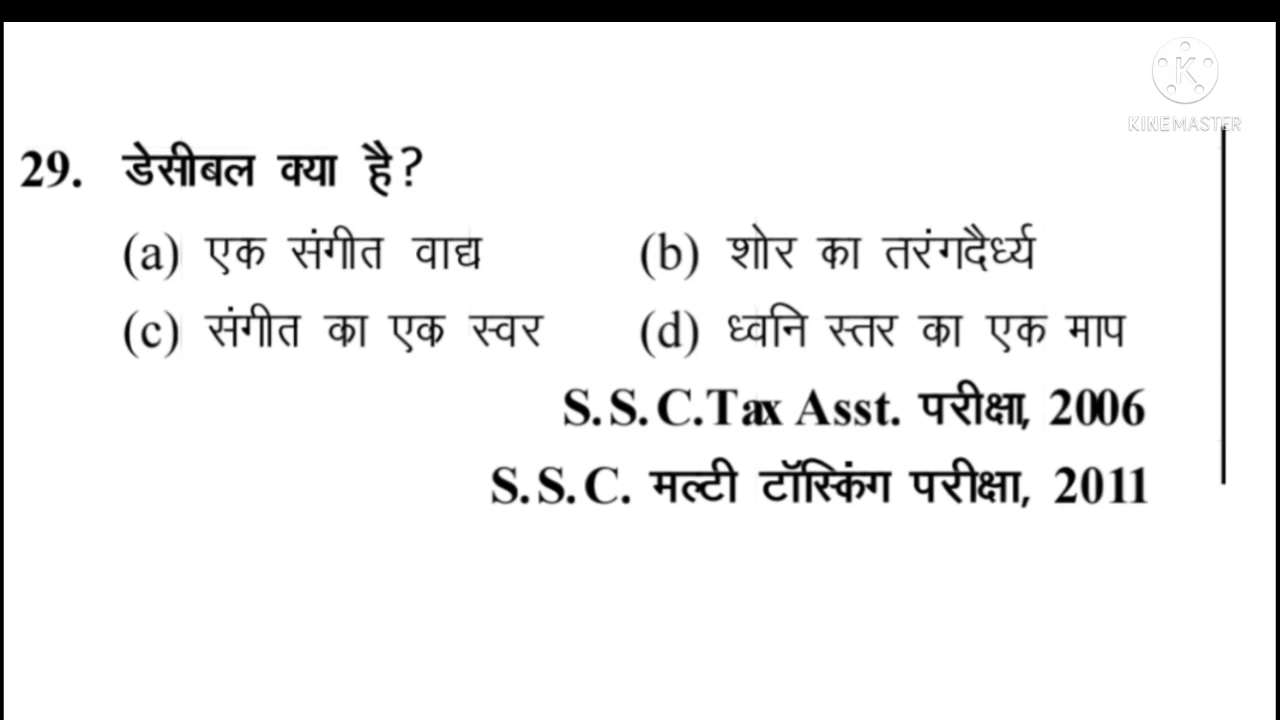 KINEMASTER
29. डेसीबल क्या है?
(a) एक संगीत वाद्य (b) शोर का तरंगदैर्ध्य
(c) संगीत का एक स्वर (d) ध्वनि स्तर का एक माप
S.S.C.Tax Asst. परीक्षा, 2006
S.S.C. मल्टी टॉस्किंग परीक्षा, 2011